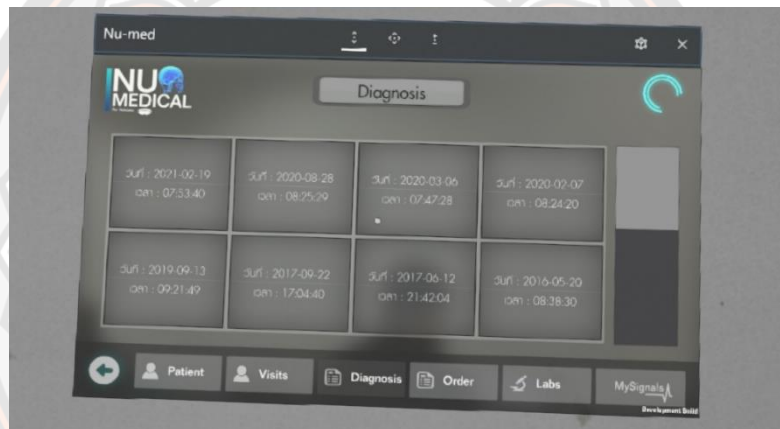 Nu-med
NU
MEDICAL
Diagnosis
วันที่ : 2021-02-19
เวลา : 07:53:40
วันที่ : 2020-08-28
เวลา : 08:25:29
วันที่ : 2020-03-06
เวลา : 07:47:28
วันที่ : 2020-02-07
เวลา : 08:24:20
วันที่ : 2019-09-13
เวลา : 09:21:49
วันที่ : 2017-09-22
เวลา : 17:04:40
วันที่ : 2017-06-12
เวลา : 21:42:04
วันที่ : 2016-05-20
เวลา : 08:38:30
Patient
Visits
Diagnosis
Order
Labs
MySignals
Development Build